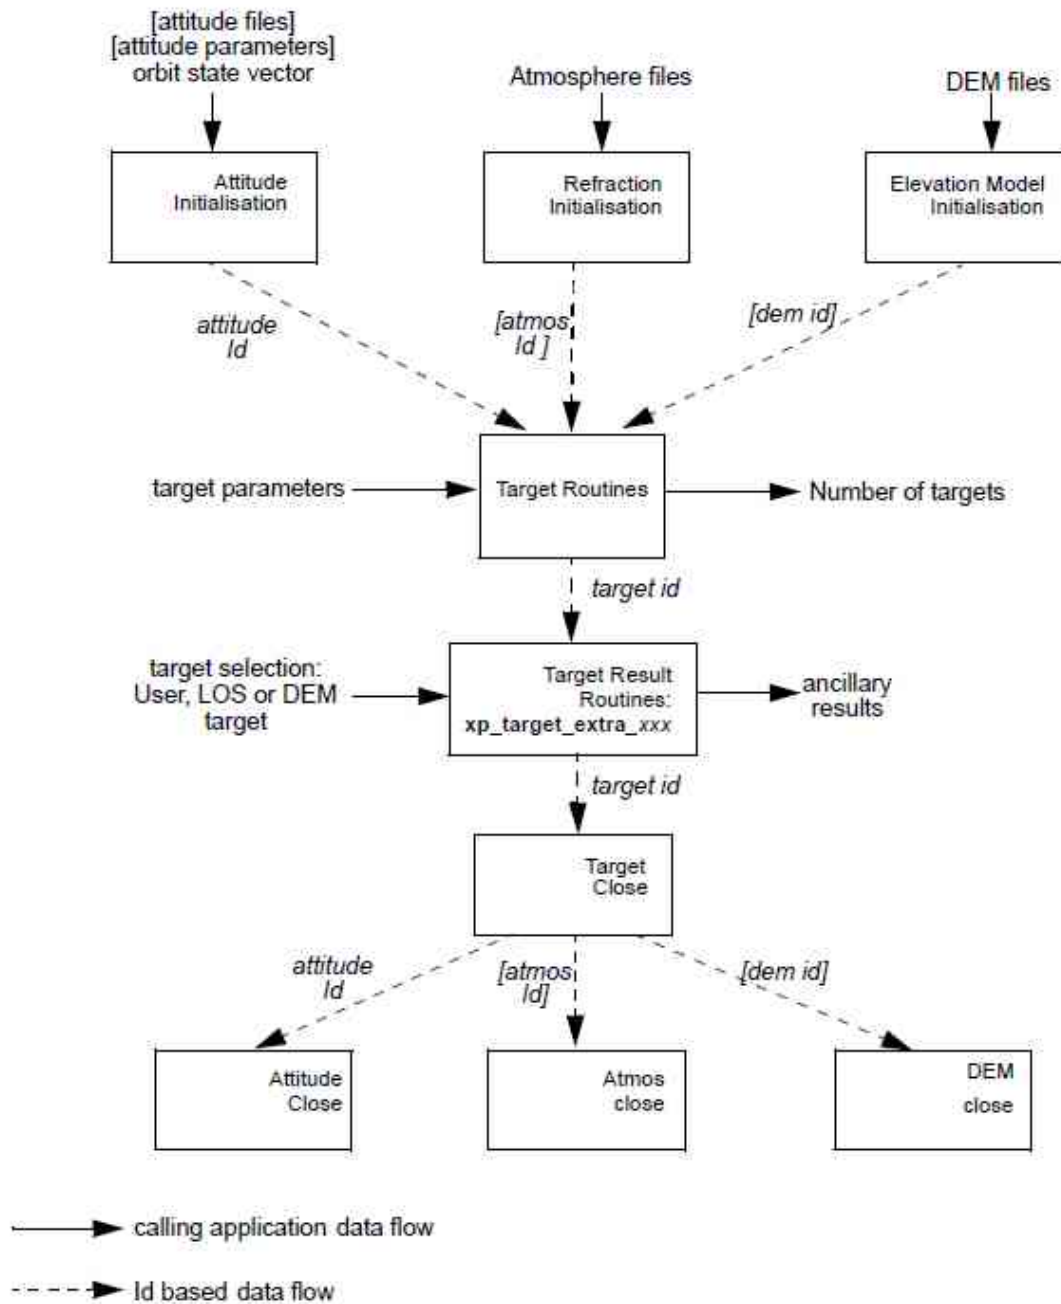 [attitude files]
[attitude parameters]
orbit state vector
Atmosphere files
DEM files
Attitude
Initialisation
Refraction
Initialisation
Elevation Model
Initialisation
attitude
Id
[atmos
Id ]
[dem id]
target parameters
Target Routines
Number of targets
target id
target selection:
User, LOS or DEM
target
Target Result
Routines:
xp_target_extra_xxx
ancillary
results
target id
Target
Close
attitude
Id
[atmos
Id]
[dem id]
Attitude
Close
Atmos
close
DEM
close
calling application data flow
Id based data flow